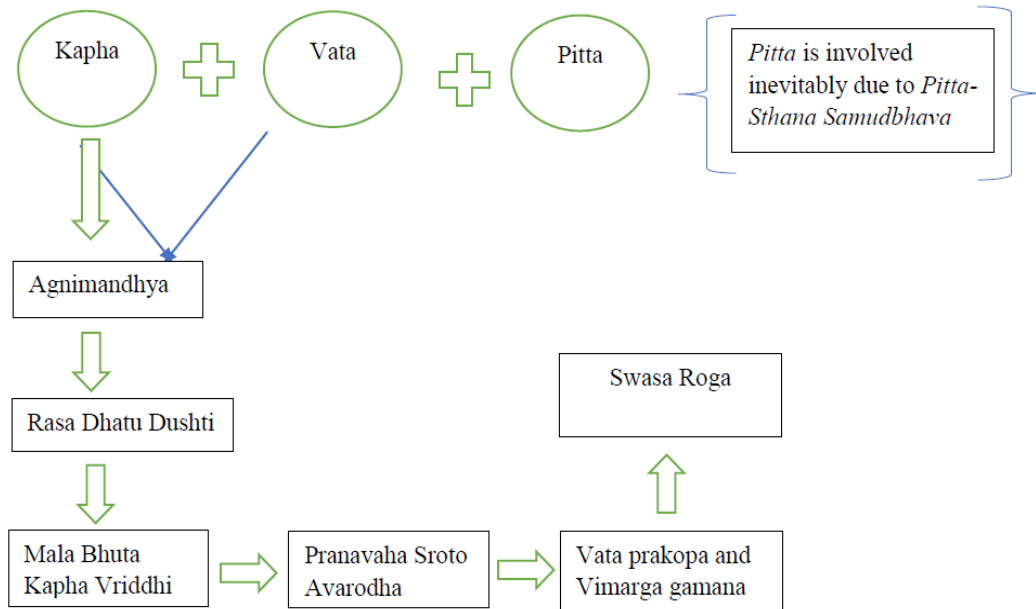 Kapha
Vata
Pitta
Pitta is involved
inevitably due to Pitta-
Sthana Samudbhava
Agnimandhya
Rasa Dhatu Dushti
Swasa Roga
Mala Bhuta
Kapha Vriddhi
Pranavaha Sroto
Avarodha
Vata prakopa and
Vimarga gamana